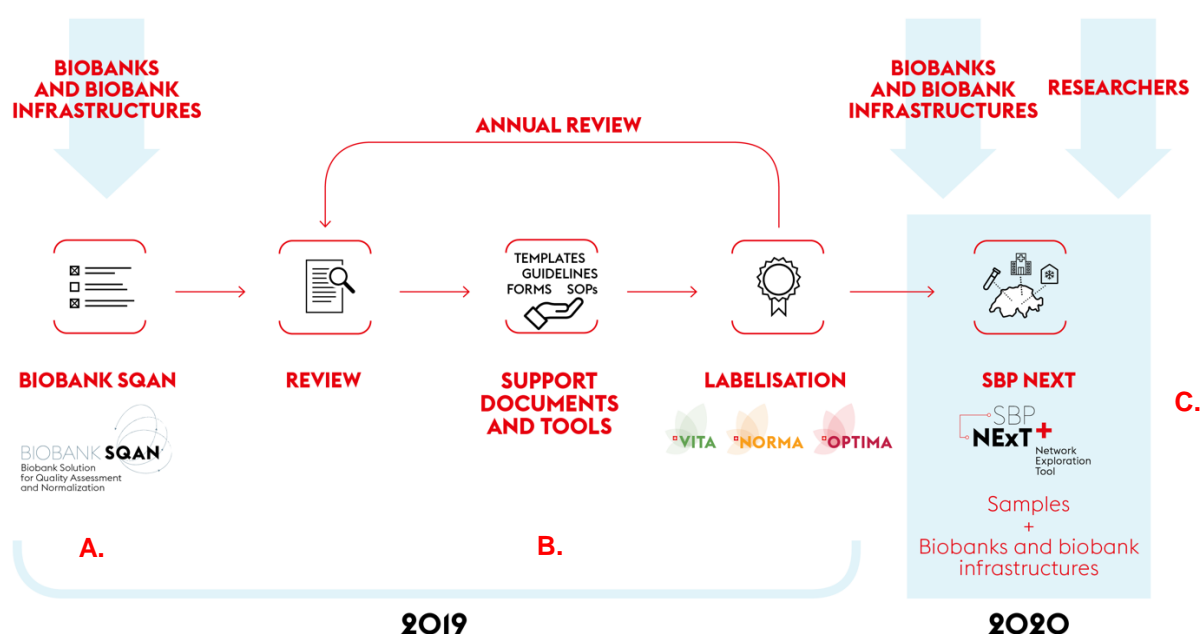 BIOBANKS
AND BIOBANK
INFRASTRUCTURES
BIOBANKS
AND BIOBANK
INFRASTRUCTURES
RESEARCHERS
ANNUAL REVIEW
TEMPLATES
GUIDELINES
FORMS SOPs
BIOBANK SQAN
REVIEW
SUPPORT
DOCUMENTS
AND TOOLS
LABELISATION
SBP NEXT
BIOBANK SQAN
Biobank Solution
for Quality Assessment
and Normalization
VITA
NORMA
OPTIMA
SBP
NExT+
Network
Exploration
Tool
C.
Samples
+
Biobanks and biobank
infrastructures
A.
B.
2019
2020